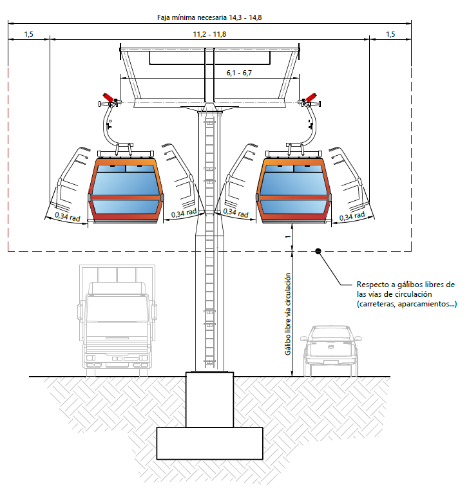 Faja mínima necesaria 14,3 - 14,8
1,5
11,2 - 11,8
1,5
6,1 - 6,7
0,34 rad
0,34 rad
0,34 rad
0,34 rad
1
Gálibo libre vía circulación
Respecto a gálibos libres de
las vías de circulación
(carreteras, aparcamientos...)